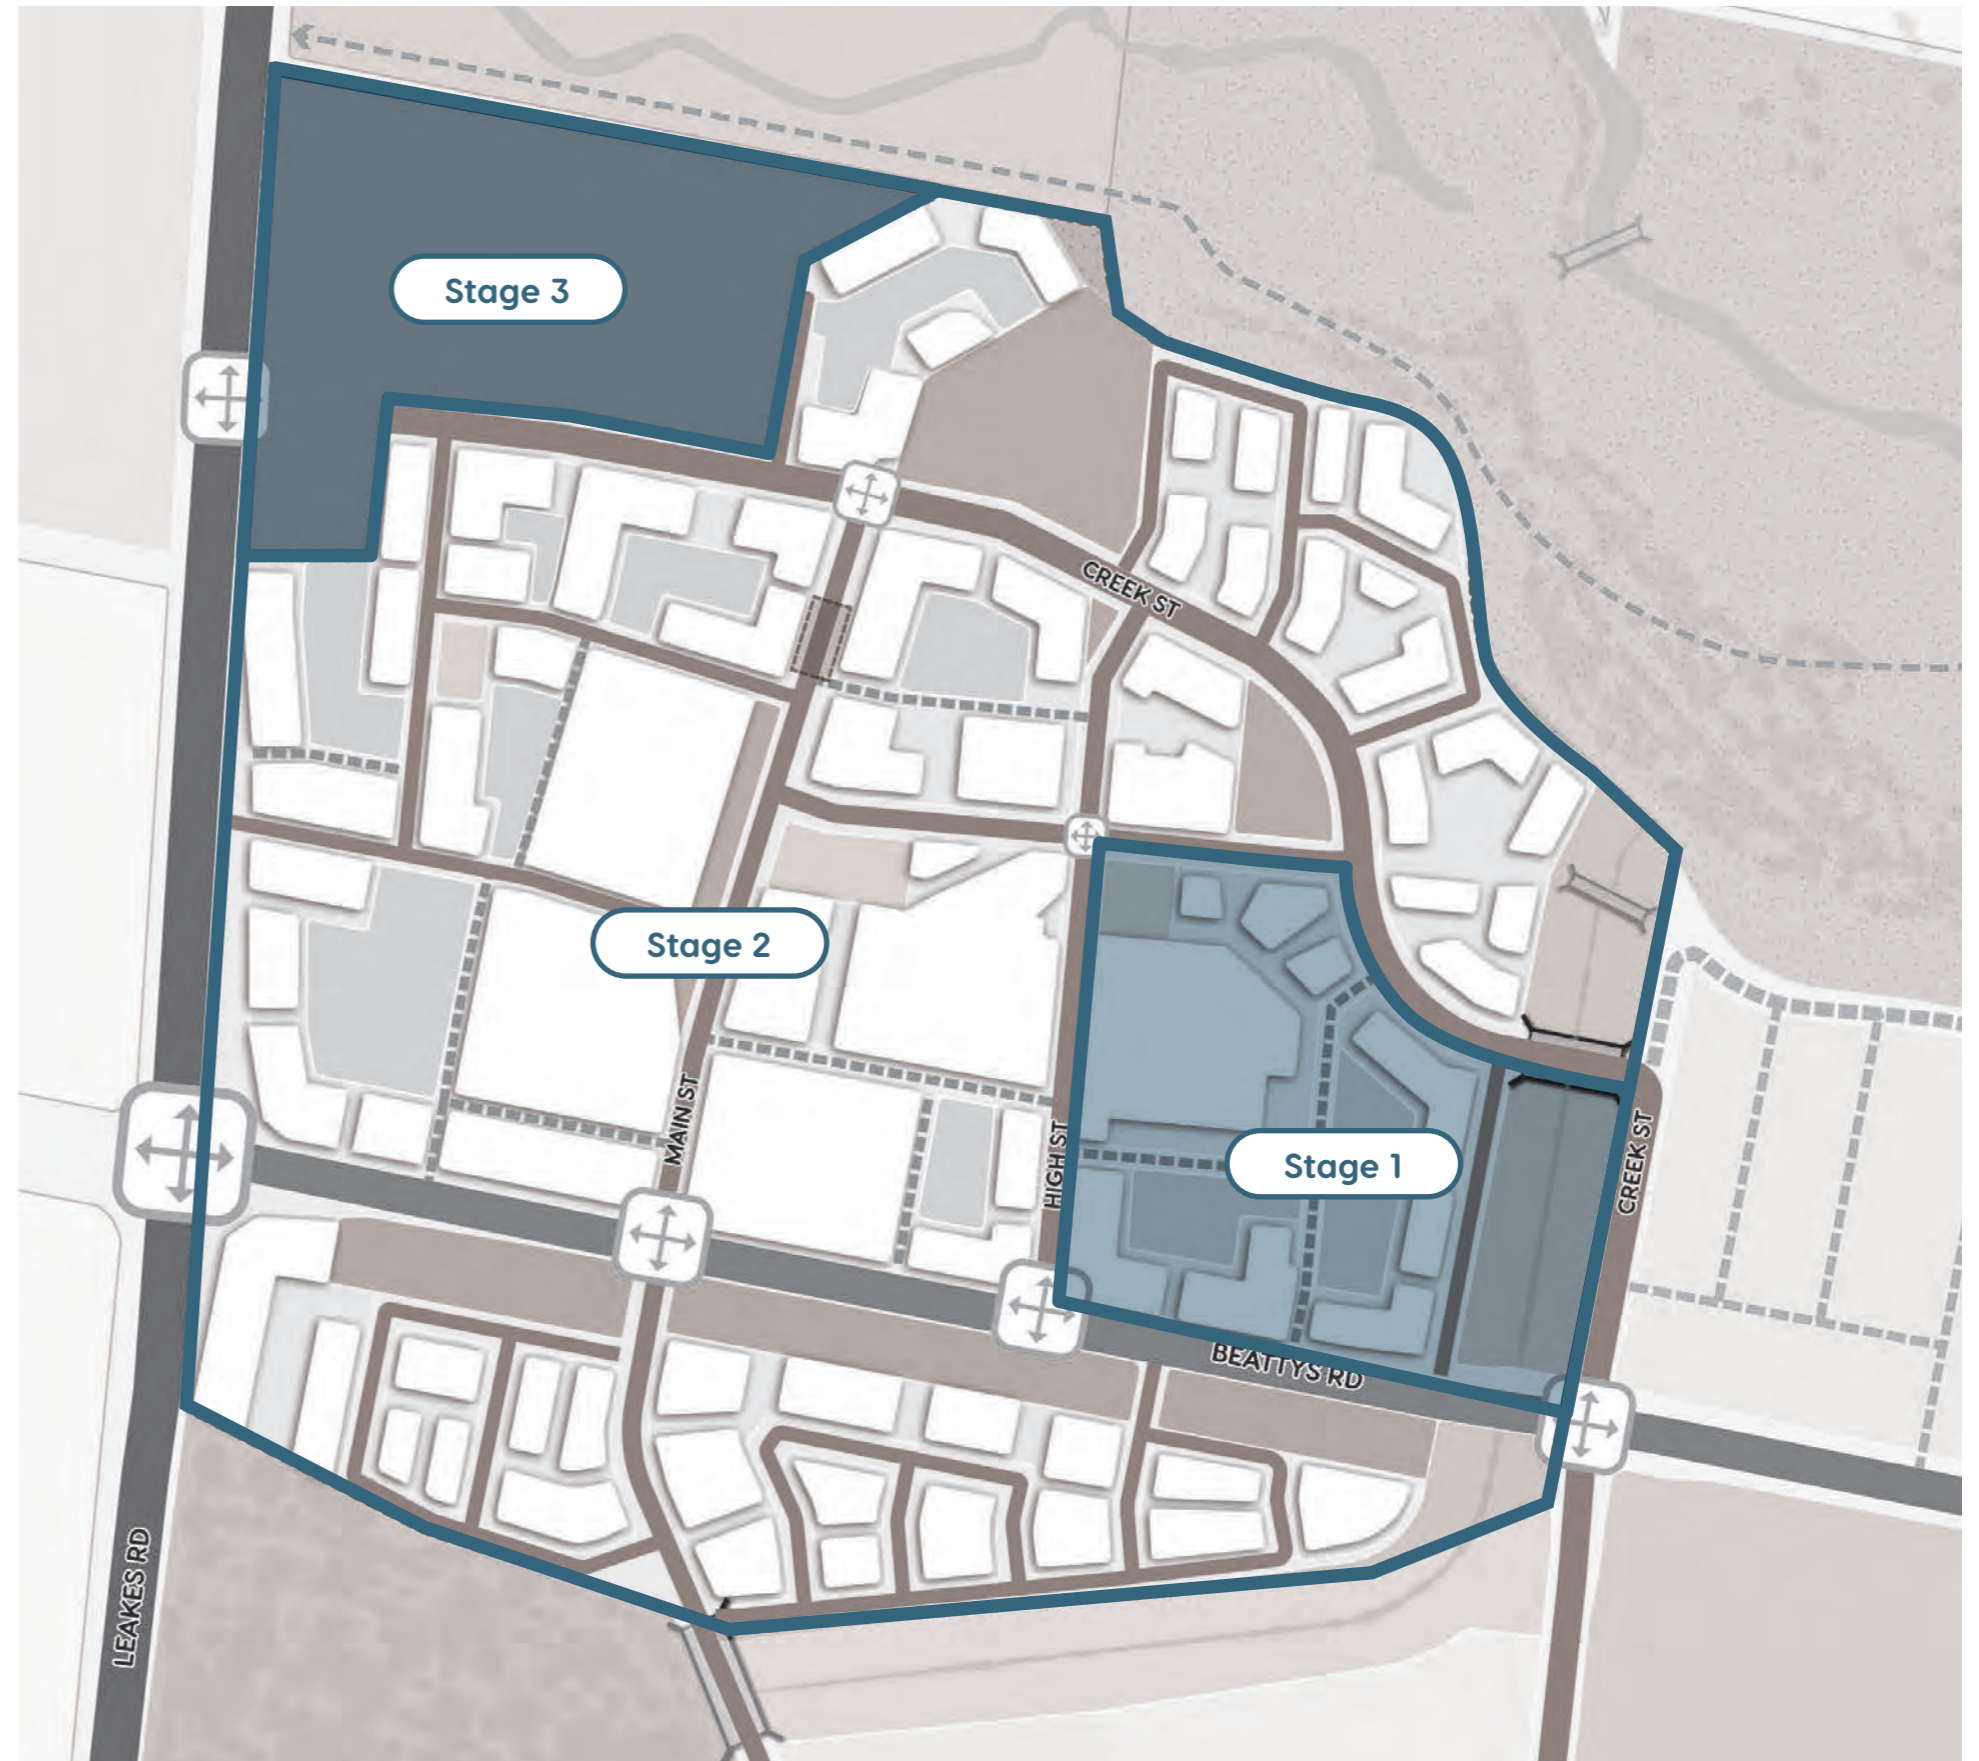 Stage 3
CREEK ST
Stage 2
MAIN ST
HIGH ST
Stage 1
CREEK ST
BEATTYS RD
LEAKES RD